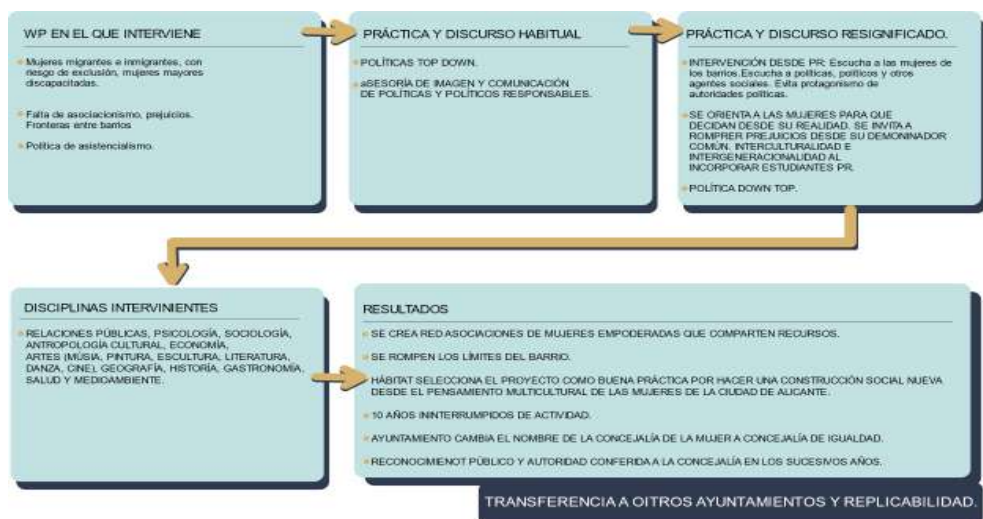 WP EN EL QUE INTERVIENE
Mujeres migrantes e inmigrantes, con
riesgo de exclusión, mujeres mayores
discapacitadas.
Falta de asociacionismo, prejuicios.
Fronteras entre barrios
Política de asistencialismo.
PRÁCTICA Y DISCURSO HABITUAL
POLÍTICAS TOP DOWN.
aSESORÍA DE IMAGEN Y COMUNICACIÓN
DE POLÍTICAS Y POLÍTICOS RESPONSABLES.
PRÁCTICA Y DISCURSO RESIGNIFICADO.
INTERVENCIÓN DESDE PR: Escucha a las mujeres de
los barrios.Escucha a políticas, políticos y otros
agentes sociales. Evita protagonismo de
autoridades políticas.
SE ORIENTA A LAS MUJERES PARA QUE
DECIDAN DESDE SU REALIDAD. SE INVITA A
ROMPRER PREJUICIOS DESDE SU DEMONINADOR
COMÚN. INTERCULTURALIDAD E
INTERGENERACIONALIDAD AL
INCORPORAR ESTUDIANTES PR.
POLÍTICA DOWN TOP.
DISCIPLINAS INTERVINIENTES
RELACIONES PÚBLICAS, PSICOLOGÍA, SOCIOLOGÍA,
ANTROPOLOGÍA CULTURAL, ECONOMÍA,
ARTES (MÚSIA, PINTURA, ESCULTURA, LITERATURA,
DANZA, CINE), GEOGRAFÍA, HISTORÍA, GASTRONOMÍA,
SALUD Y MEDIOAMBIENTE.
RESULTADOS
SE CREA RED ASOCIACIONES DE MUJERES EMPODERADAS QUE COMPARTEN RECURSOS.
SE ROMPEN LOS LÍMITES DEL BARRIO.
HÁBITAT SELECCIONA EL PROYECTO COMO BUENA PRÁCTICA POR HACER UNA CONSTRUCCIÓN SOCIAL NUEVA
DESDE EL PENSAMIENTO MULTICULTURAL DE LAS MUJERES DE LA CIUDAD DE ALICANTE.
10 AÑOS ININTERRUMPIDOS DE ACTIVIDAD.
AYUNTAMIENTO CAMBIA EL NOMBRE DE LA CONCEJALÍA DE LA MUJER A CONCEJALÍA DE IGUALDAD.
RECONOCIMIENOT PÚBLICO Y AUTORIDAD CONFERIDA A LA CONCEJALÍA EN LOS SUCESIVOS AÑOS.
TRANSFERENCIA A OITROS AYUNTAMIENTOS Y REPLICABILIDAD.